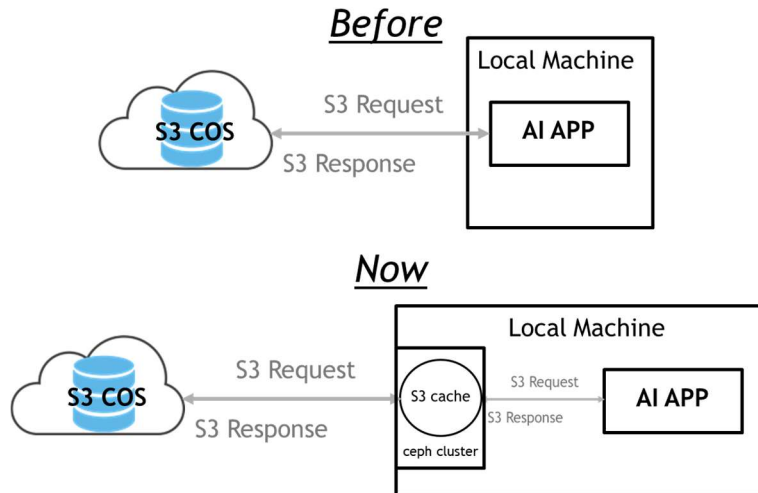 Before
Local Machine
S3 COS
S3 Request
AI APP
S3 Response
Now
Local Machine
S3 COS
S3 Request
S3 cache
S3 Request
AI APP
S3 Response
S3 Response
ceph cluster